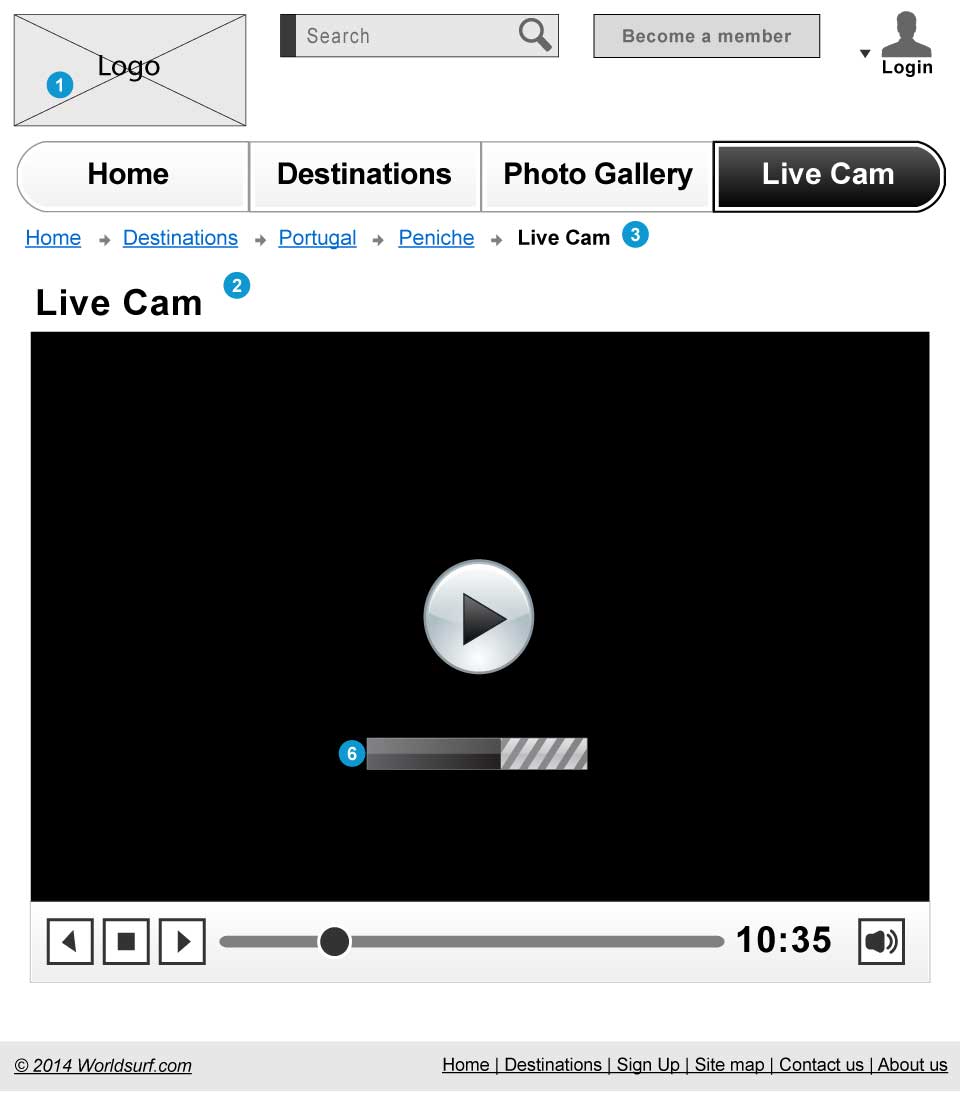 Logo
1
Search
Become a member
Login
Home
Destinations
Photo Gallery
Live Cam
Home Destinations Portugal Peniche Live Cam 3
Live Cam 2
6
10:35
© 2014 Worldsurf.com
Home | Destinations | Sign Up | Site map | Contact us | About us